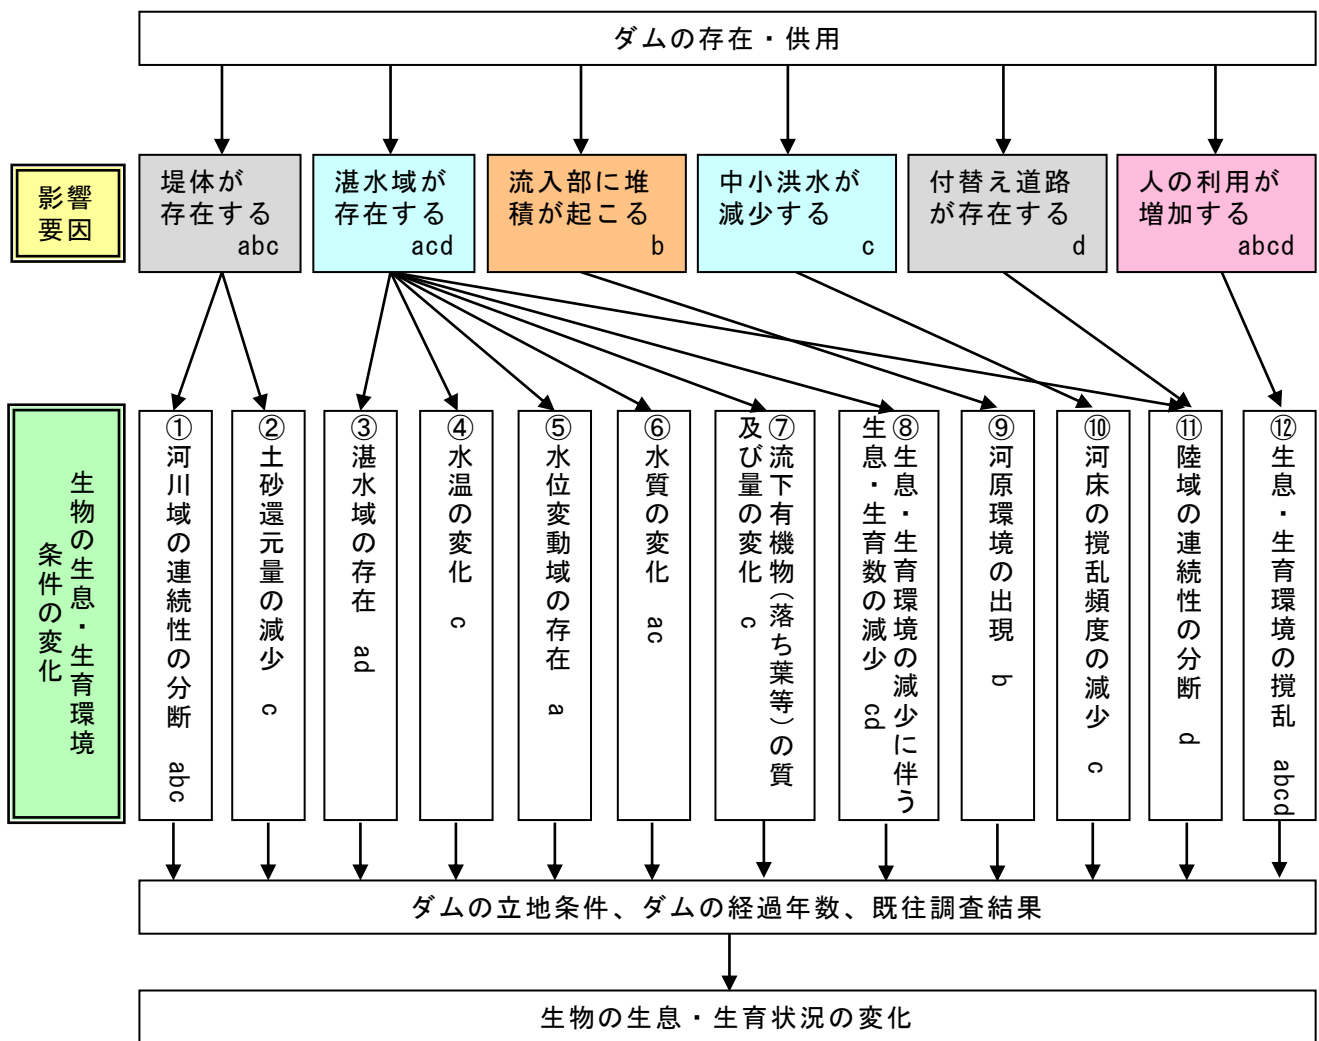 ダムの存在・供用
影響
要因
堤体が
存在する
abc
湛水域が
存在する
acd
流入部に堆
積が起こる
b
中小洪水が
減少する
c
付替え道路
が存在する
d
人の利用が
増加する
abcd
生物の生息・生育環境
条件の変化
①河川域の連続性の分断 abc
②土砂還元量の減少 c
③湛水域の存在 ad
④水温の変化 c
⑤水位変動域の存在 a
⑥水質の変化 ac
⑦流下有機物(落ち葉等)の質
及び量の変化 c
⑧生息・生育環境の減少に伴う
生息・生育数の減少 cd
⑨河原環境の出現 b
⑩河床の撹乱頻度の減少 c
⑪陸域の連続性の分断 d
⑫生息・生育環境の撹乱 abcd
ダムの立地条件、ダムの経過年数、既往調査結果
生物の生息・生育状況の変化